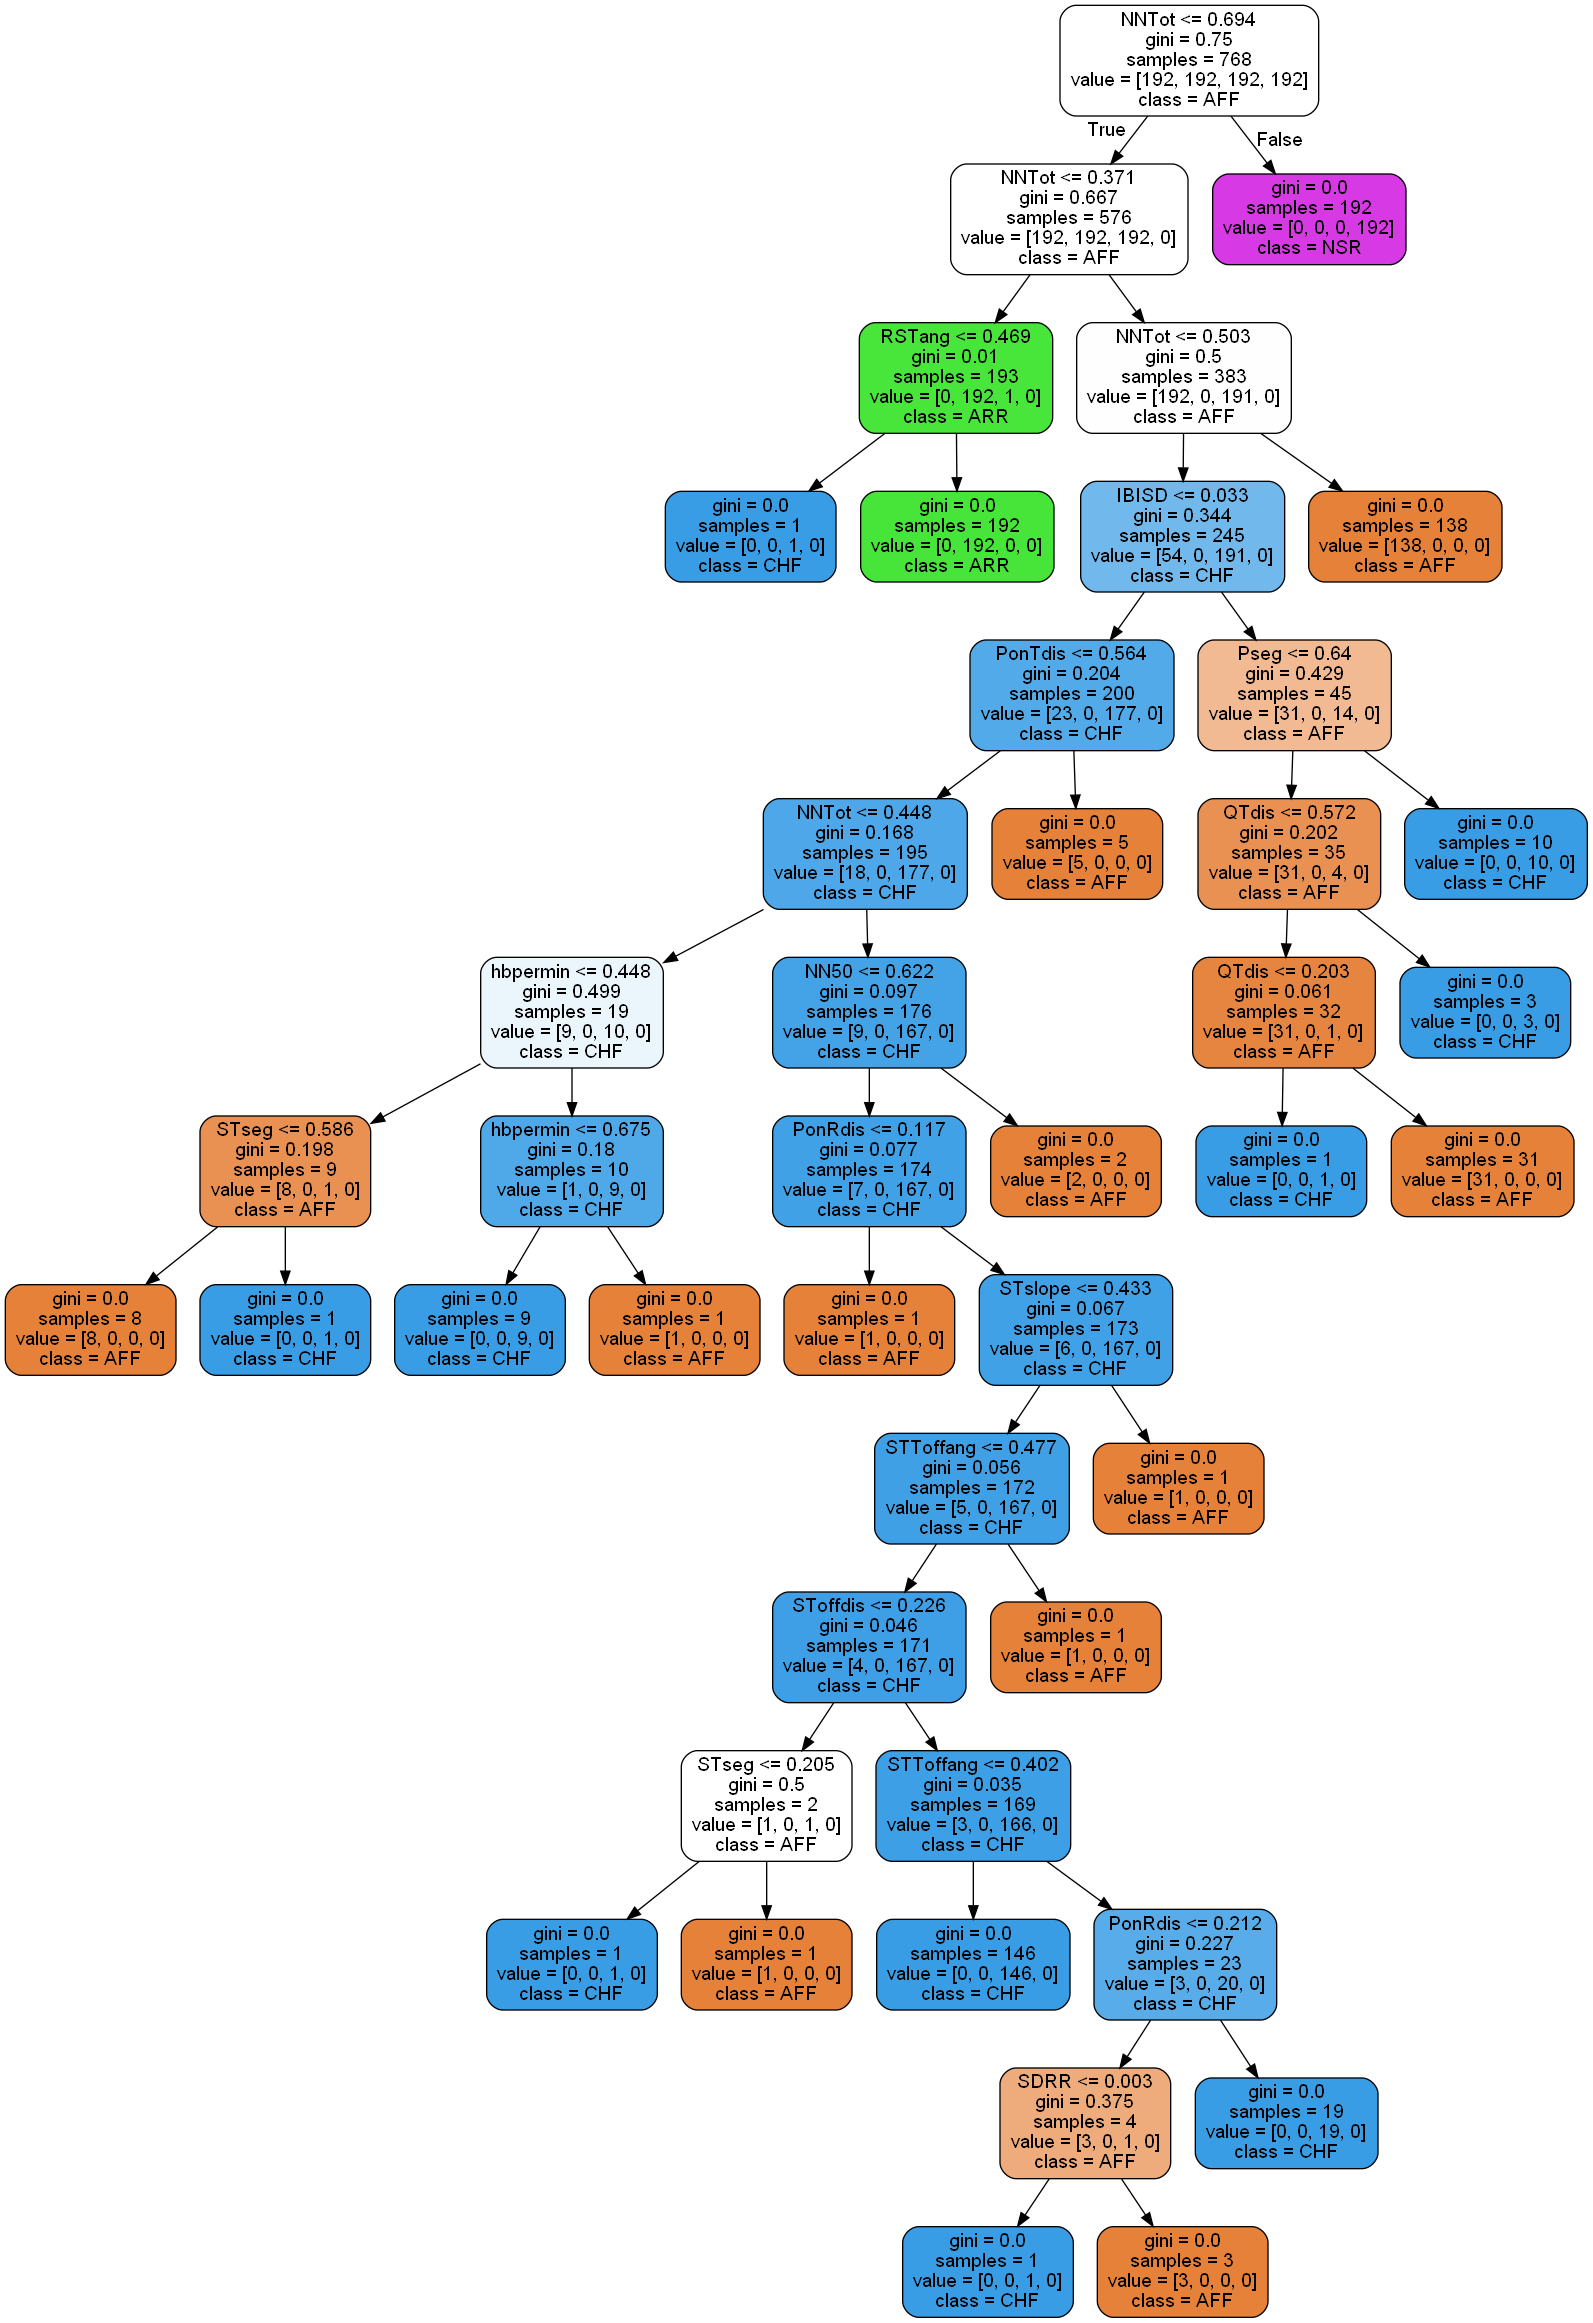 NNTot <= 0.694
gini = 0.75
samples = 768
value = [192, 192, 192, 192]
class = AFF
True
False
NNTot <= 0.371
gini = 0.667
samples = 576
value = [192, 192, 192, 0]
class = AFF
gini = 0.0
samples = 192
value = [0, 0, 0, 192]
class = NSR
RSTang <= 0.469
gini = 0.01
samples = 193
value = [0, 192, 1, 0]
class = ARR
NNTot <= 0.503
gini = 0.5
samples = 383
value = [192, 0, 191, 0]
class = AFF
gini = 0.0
samples = 1
value = [0, 0, 1, 0]
class = CHF
gini = 0.0
samples = 192
value = [0, 192, 0, 0]
class = ARR
IBISD <= 0.033
gini = 0.344
samples = 245
value = [54, 0, 191, 0]
class = CHF
gini = 0.0
samples = 138
value = [138, 0, 0, 0]
class = AFF
PonTdis <= 0.564
gini = 0.204
samples = 200
value = [23, 0, 177, 0]
class = CHF
Pseg <= 0.64
gini = 0.429
samples = 45
value = [31, 0, 14, 0]
class = AFF
NNTot <= 0.448
gini = 0.168
samples = 195
value = [18, 0, 177, 0]
class = CHF
gini = 0.0
samples = 5
value = [5, 0, 0, 0]
class = AFF
QTdis <= 0.572
gini = 0.202
samples = 35
value = [31, 0, 4, 0]
class = AFF
gini = 0.0
samples = 10
value = [0, 0, 10, 0]
class = CHF
hbpermin <= 0.448
gini = 0.499
samples = 19
value = [9, 0, 10, 0]
class = CHF
NN50 <= 0.622
gini = 0.097
samples = 176
value = [9, 0, 167, 0]
class = CHF
QTdis <= 0.203
gini = 0.061
samples = 32
value = [31, 0, 1, 0]
class = AFF
gini = 0.0
samples = 3
value = [0, 0, 3, 0]
class = CHF
STseg <= 0.586
gini = 0.198
samples = 9
value = [8, 0, 1, 0]
class = AFF
hbpermin <= 0.675
gini = 0.18
samples = 10
value = [1, 0, 9, 0]
class = CHF
PonRdis <= 0.117
gini = 0.077
samples = 174
value = [7, 0, 167, 0]
class = CHF
gini = 0.0
samples = 2
value = [2, 0, 0, 0]
class = AFF
gini = 0.0
samples = 1
value = [0, 0, 1, 0]
class = CHF
gini = 0.0
samples = 31
value = [31, 0, 0, 0]
class = AFF
gini = 0.0
samples = 8
value = [8, 0, 0, 0]
class = AFF
gini = 0.0
samples = 1
value = [0, 0, 1, 0]
class = CHF
gini = 0.0
samples = 9
value = [0, 0, 9, 0]
class = CHF
gini = 0.0
samples = 1
value = [1, 0, 0, 0]
class = AFF
gini = 0.0
samples = 1
value = [1, 0, 0, 0]
class = AFF
STslope <= 0.433
gini = 0.067
samples = 173
value = [6, 0, 167, 0]
class = CHF
STToffang <= 0.477
gini = 0.056
samples = 172
value = [5, 0, 167, 0]
class = CHF
gini = 0.0
samples = 1
value = [1, 0, 0, 0]
class = AFF
SToffdis <= 0.226
gini = 0.046
samples = 171
value = [4, 0, 167, 0]
class = CHF
gini = 0.0
samples = 1
value = [1, 0, 0, 0]
class = AFF
STseg <= 0.205
gini = 0.5
samples = 2
value = [1, 0, 1, 0]
class = AFF
STToffang <= 0.402
gini = 0.035
samples = 169
value = [3, 0, 166, 0]
class = CHF
gini = 0.0
samples = 1
value = [0, 0, 1, 0]
class = CHF
gini = 0.0
samples = 1
value = [1, 0, 0, 0]
class = AFF
gini = 0.0
samples = 146
value = [0, 0, 146, 0]
class = CHF
PonRdis <= 0.212
gini = 0.227
samples = 23
value = [3, 0, 20, 0]
class = CHF
SDRR <= 0.003
gini = 0.375
samples = 4
value = [3, 0, 1, 0]
class = AFF
gini = 0.0
samples = 19
value = [0, 0, 19, 0]
class = CHF
gini = 0.0
samples = 1
value = [0, 0, 1, 0]
class = CHF
gini = 0.0
samples = 3
value = [3, 0, 0, 0]
class = AFF